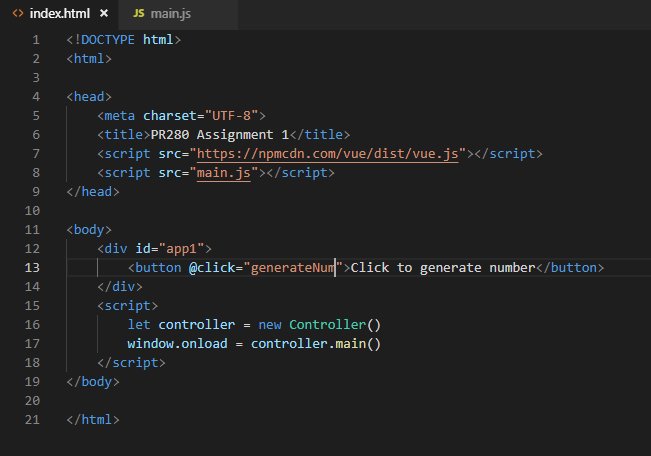 index.html × main.js
1 <!DOCTYPE html>
2 <html>
3
4 <head>
5 <meta charset="UTF-8">
6 <title>PR280 Assignment 1</title>
7 <script src="https://npmcdn.com/vue/dist/vue.js"></script>
8 <script src="main.js"></script>
9 </head>
10
11 <body>
12 <div id="app1">
13 <button @click="generateNum">Click to generate number</button>
14 </div>
15 <script>
16 let controller = new Controller()
17 window.onload = controller.main()
18 </script>
19 </body>
20
21 </html>